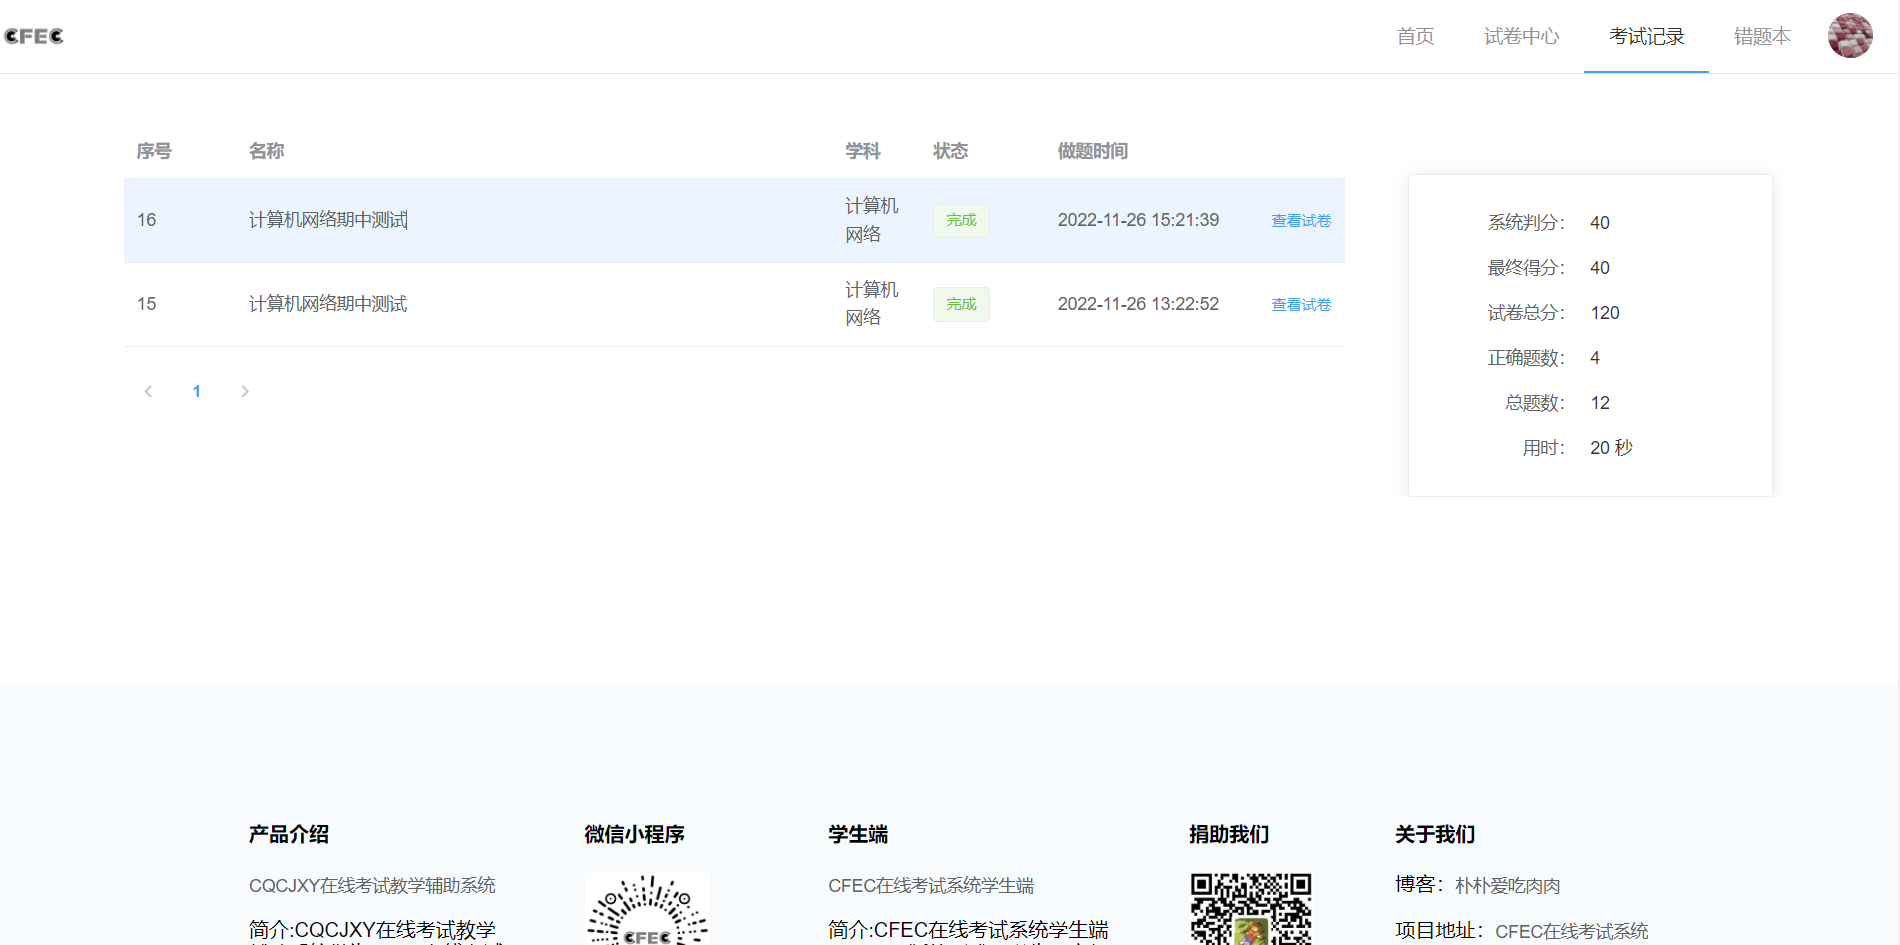 CFEC
首页 试卷中心 考试记录 错题本
序号 名称 学科 状态 做题时间
16 计算机网络期中测试 计算机网络 完成 2022-11-26 15:21:39 查看试卷
15 计算机网络期中测试 计算机网络 完成 2022-11-26 13:22:52 查看试卷
1
系统判分： 40
最终得分： 40
试卷总分： 120
正确题数： 4
总题数： 12
用时： 20 秒
产品介绍 微信小程序 学生端 捐助我们 关于我们
CQCJXY在线考试教学辅助系统 CFEC在线考试系统学生端 博客：朴朴爱吃肉肉
简介:CQCJXY在线考试教学 CFEC 简介:CFEC在线考试系统学生端 项目地址：CFEC在线考试系统